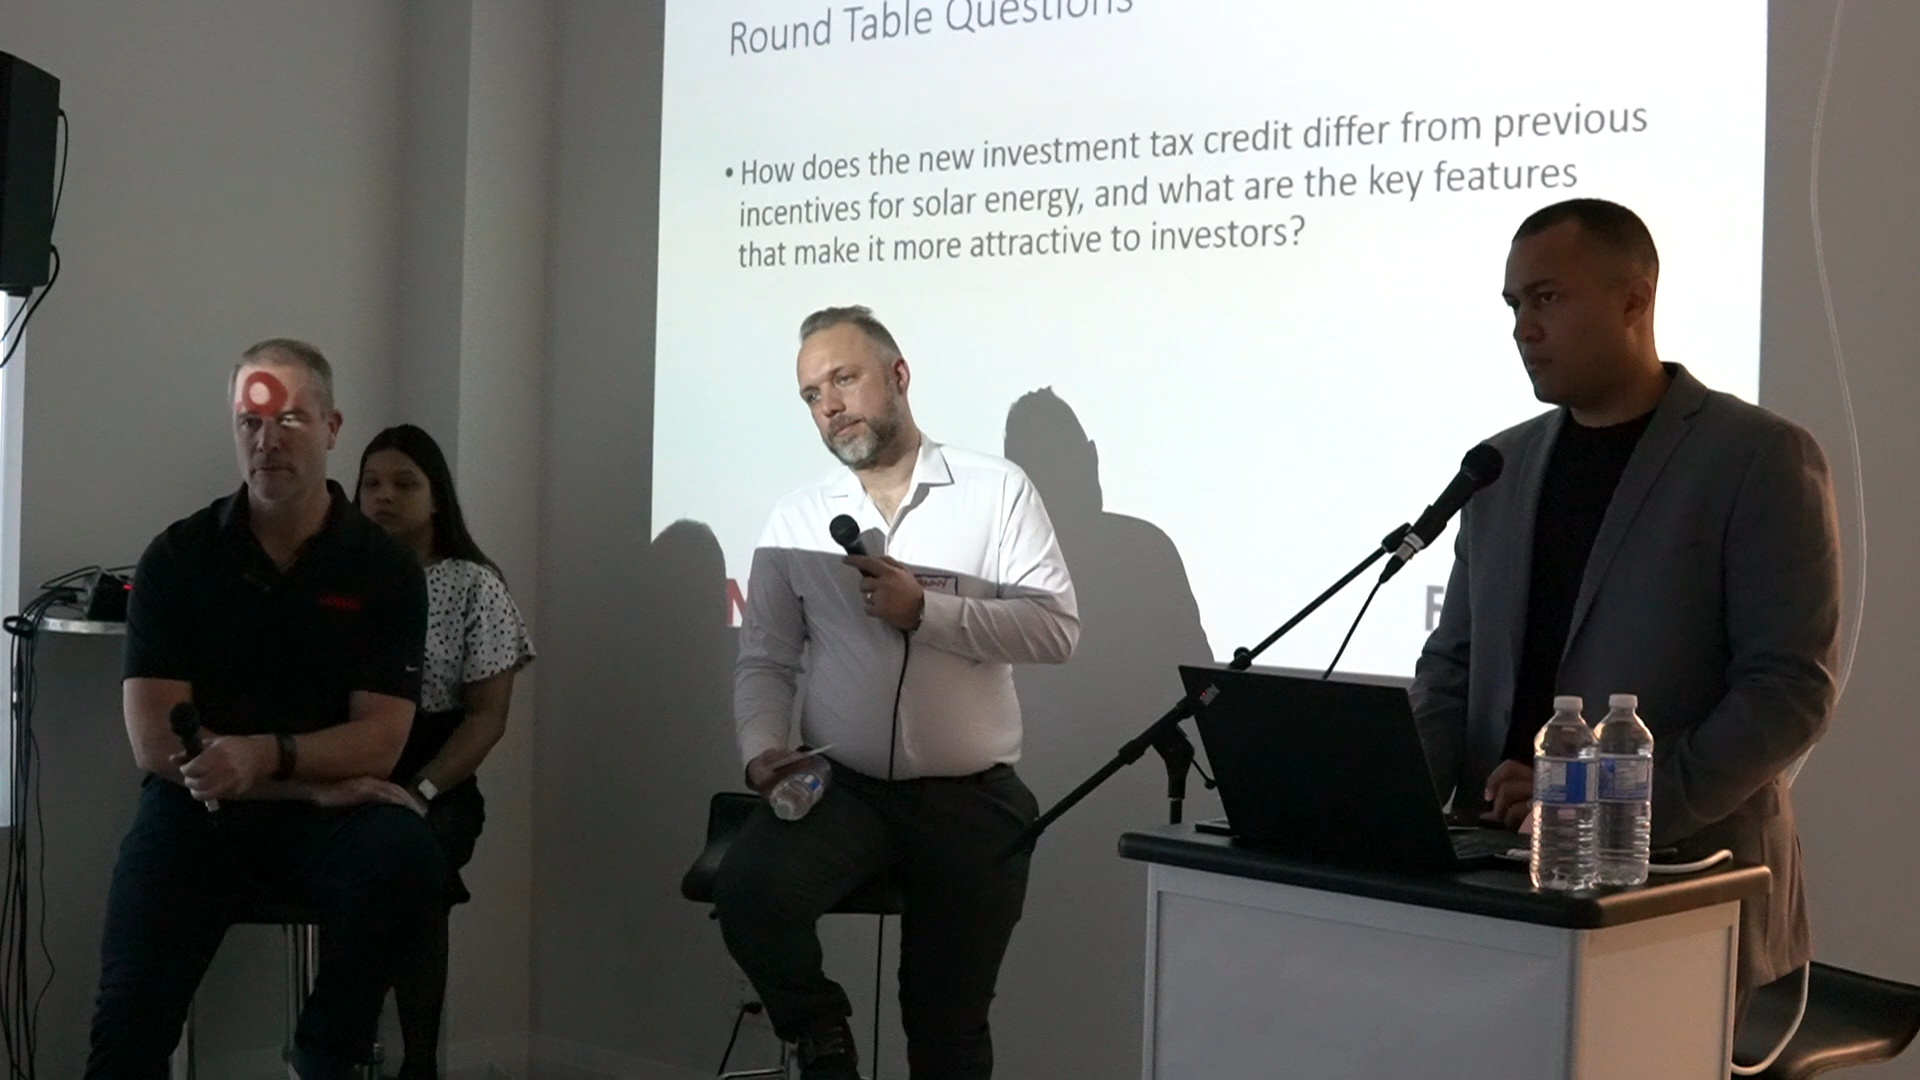 Round Table Questions
• How does the new investment tax credit differ from previous
incentives for solar energy, and what are the key features
that make it more attractive to investors?